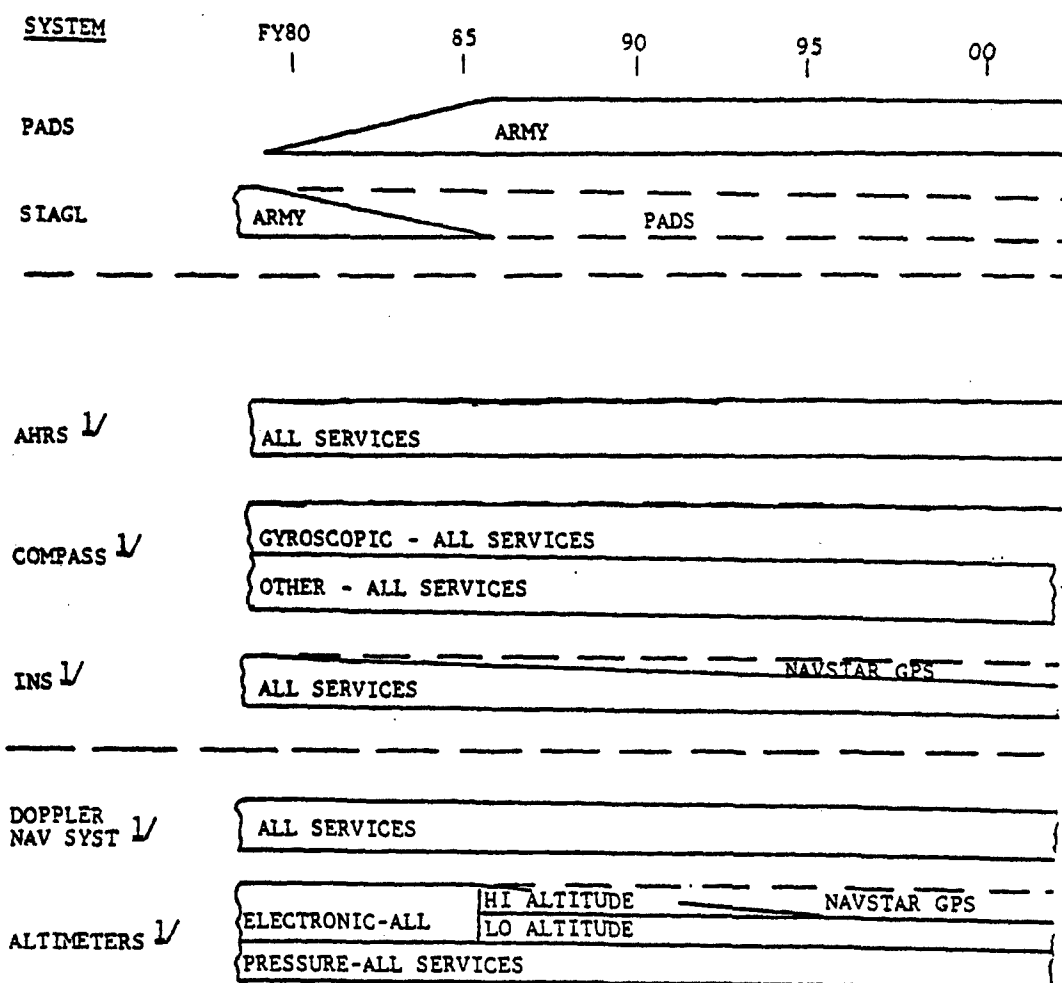 SYSTEM FY80 85 90 95 00
PADS ARMY
SIAGL ARMY PADS
AHRS 1/ ALL SERVICES
COMPASS 1/ GYROSCOPIC - ALL SERVICES
OTHER - ALL SERVICES
INS 1/ ALL SERVICES NAVSTAR GPS
DOPPLER
NAV SYST 1/ ALL SERVICES
ALTIMETERS 1/ ELECTRONIC-ALL HI ALTITUDE NAVSTAR GPS
LO ALTITUDE
PRESSURE-ALL SERVICES